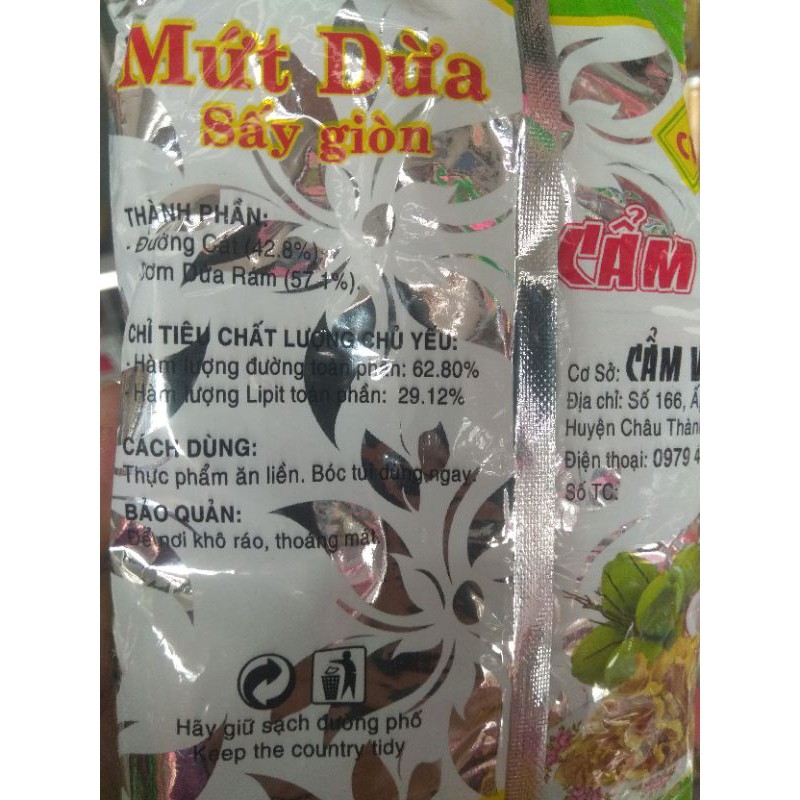 Mứt Dừa
Sấy giòn
THÀNH PHẦN:
- Đường Cát (42.8%)
Cơm Dừa Rám (57.1%).
CHỈ TIÊU CHẤT LƯỢNG CHỦ YẾU:
- Hàm lượng đường toàn phần: 62.80%
- Hàm lượng Lipit toàn phần: 29.12%
CÁCH DÙNG:
Thực phẩm ăn liền. Bóc túi dùng ngay.
BẢO QUẢN:
Để nơi khô ráo, thoáng mát.
Hãy giữ sạch đường phố
Keep the country tidy
CẨM
Cơ Sở: CẨM
Địa chỉ: Số 166,
Huyện Châu Thàn
Điện thoại: 0979 4
Số TC: